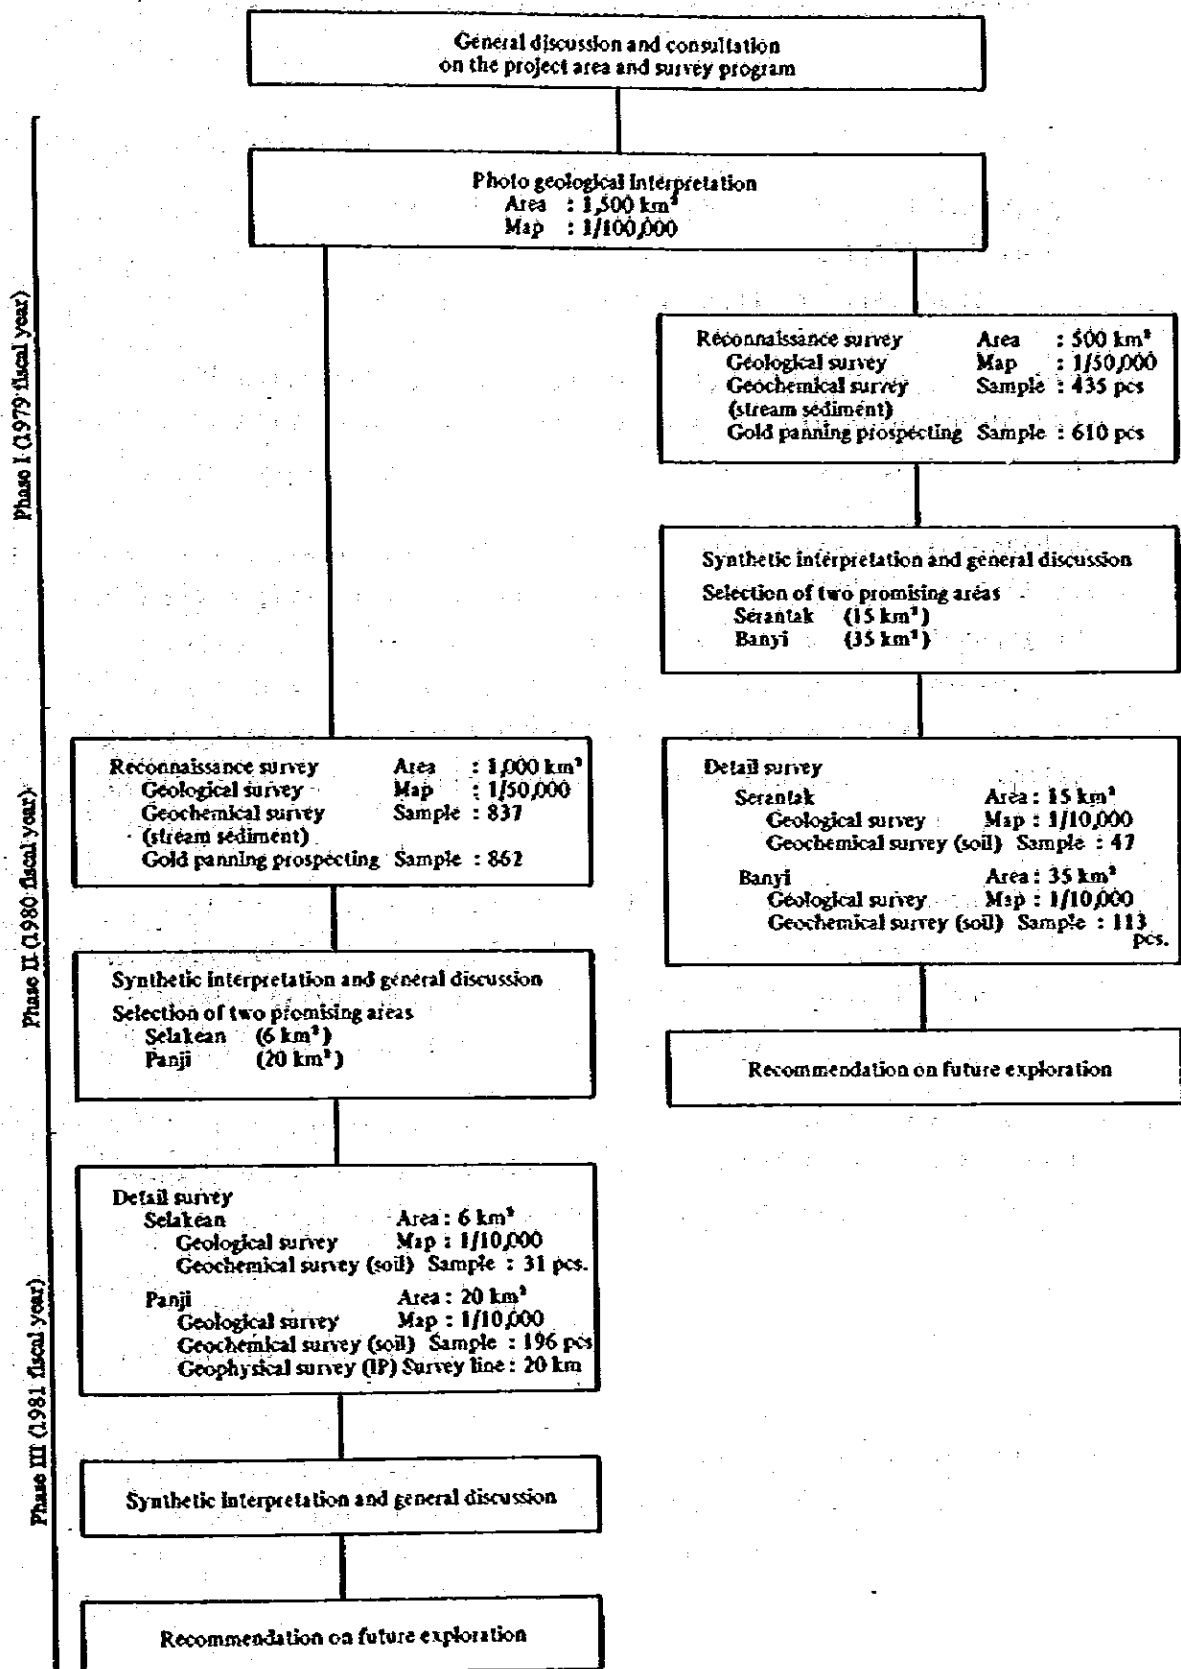 General discussion and consultation
on the project area and survey program
Phase I (1979 fiscal year)
Photo geological interpretation
Area : 1,500 km²
Map : 1/100,000
Reconnaissance survey Area : 500 km²
Geological survey Map : 1/50,000
Geochemical survey Sample : 435 pcs
(stream sediment)
Gold panning prospecting Sample : 610 pcs
Synthetic interpretation and general discussion
Selection of two promising areas
Serantak (15 km²)
Banyi (35 km²)
Phase II (1980 fiscal year)
Reconnaissance survey Area : 1,000 km²
Geological survey Map : 1/50,000
Geochemical survey Sample : 837
(stream sediment)
Gold panning prospecting Sample : 862
Detail survey
Serantak Area : 15 km²
Geological survey Map : 1/10,000
Geochemical survey (soil) Sample : 47
Banyi Area : 35 km²
Geological survey Map : 1/10,000
Geochemical survey (soil) Sample : 113
pcs.
Synthetic interpretation and general discussion
Selection of two promising areas
Selakean (6 km²)
Panji (20 km²)
Recommendation on future exploration
Phase III (1981 fiscal year)
Detail survey
Selakean Area : 6 km²
Geological survey Map : 1/10,000
Geochemical survey (soil) Sample : 31 pcs.
Panji Area : 20 km²
Geological survey Map : 1/10,000
Geochemical survey (soil) Sample : 196 pcs
Geophysical survey (IP) Survey line : 20 km
Synthetic interpretation and general discussion
Recommendation on future exploration